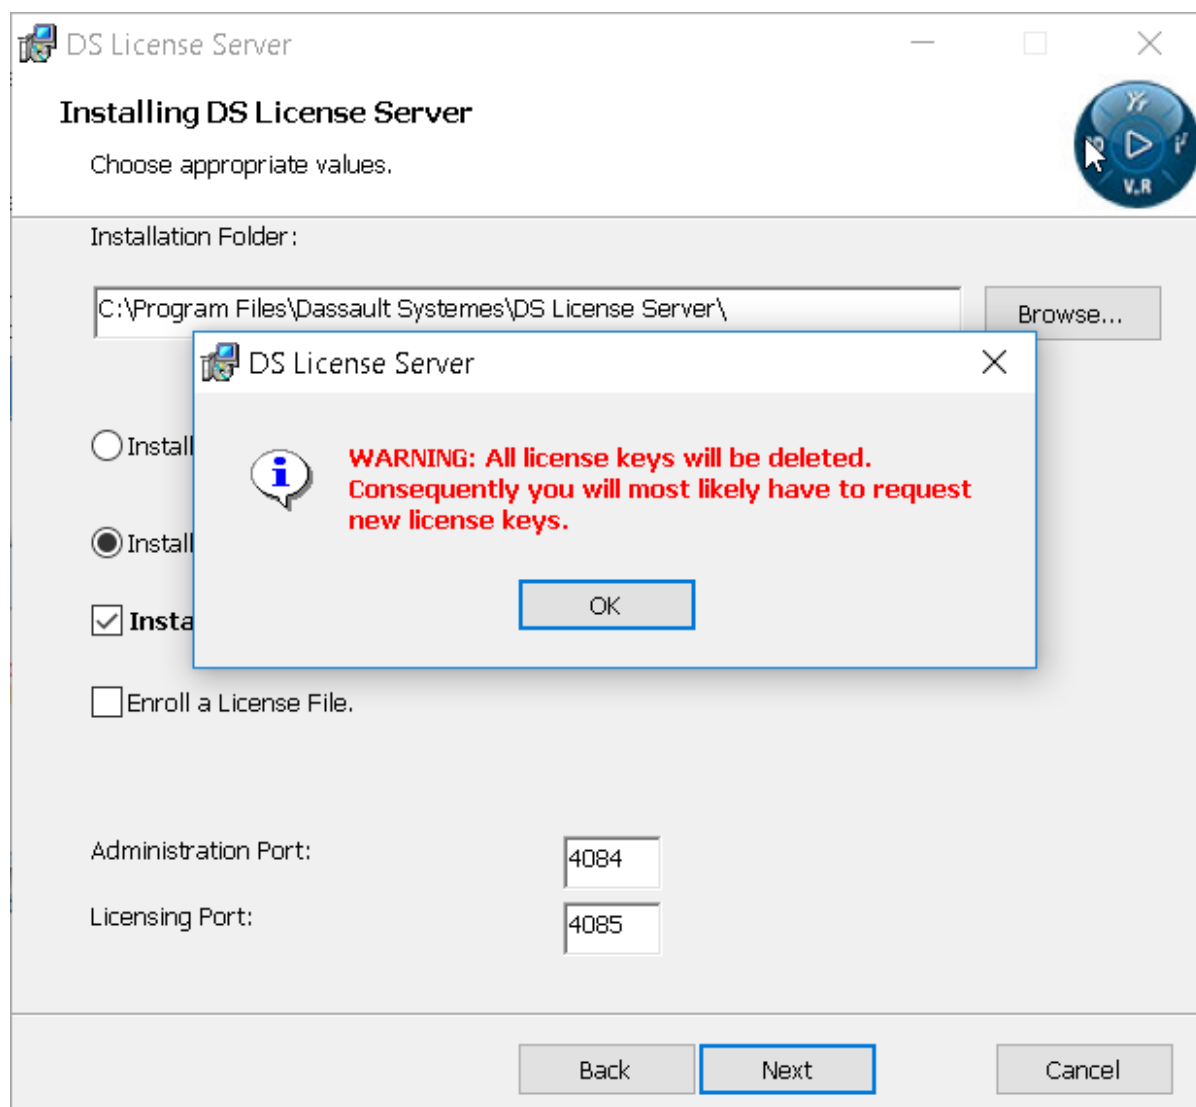 DS License Server
Installing DS License Server
Choose appropriate values.
V.R
Installation Folder:
C:\Program Files\Dassault Systemes\DS License Server\
Browse...
DS License Server
WARNING: All license keys will be deleted.
Consequently you will most likely have to request
new license keys.
OK
Install
Install
Enroll a License File.
Administration Port:
4084
Licensing Port:
4085
Back
Next
Cancel